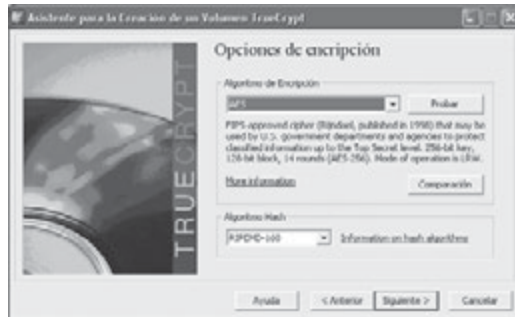 Asistente para la Creación de un Volumen TrueCrypt
TRUECRYPT
Opciones de encripción
Algoritmo de Encripción
AES
Probar
FIPS-approved cipher (Rijndael, published in 1998) that may be
used by U.S. government departments and agencies to protect
classified information up to the Top Secret level. 256-bit key,
128-bit block, 14 rounds (AES-256). Mode of operation is LRW.
More information
Comparación
Algoritmo Hash
RIPEMD-160
Information on hash algorithms
Ayuda
< Anterior
Siguiente >
Cancelar